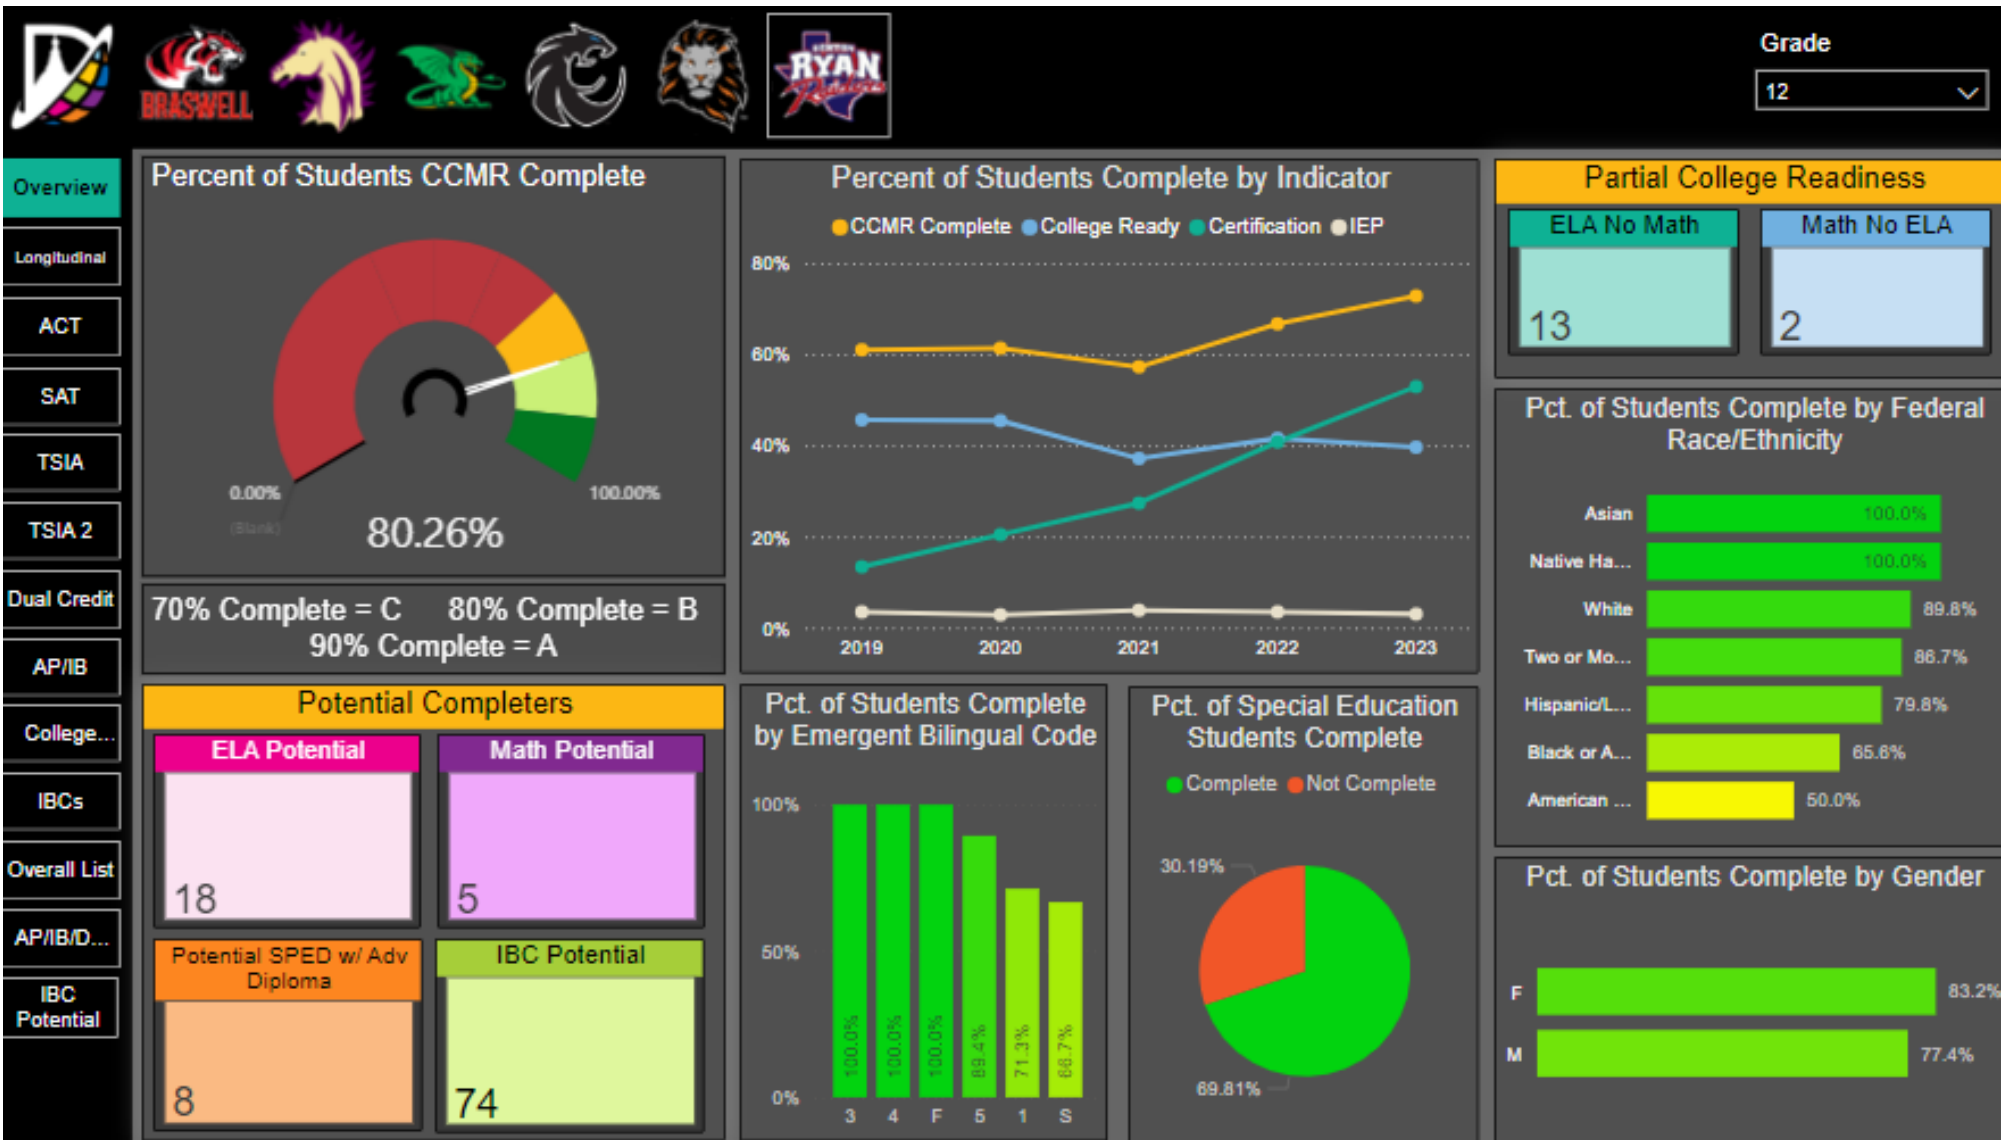 BRASWELL
DENTON
RYAN
Raiders
Grade
12
Overview
Longitudinal
ACT
SAT
TSIA
TSIA 2
Dual Credit
AP/IB
College...
IBCs
Overall List
AP/IB/D...
IBC
Potential
Percent of Students CCMR Complete
0.00%
100.00%
(Blank)
80.26%
70% Complete = C 80% Complete = B
90% Complete = A
Potential Completers
ELA Potential
18
Math Potential
5
Potential SPED w/ Adv
Diploma
8
IBC Potential
74
Percent of Students Complete by Indicator
CCMR Complete College Ready Certification IEP
80%
60%
40%
20%
0%
2019 2020 2021 2022 2023
Pct. of Students Complete
by Emergent Bilingual Code
100%
50%
0%
100.0% 100.0% 100.0% 89.4% 71.3% 66.7%
3 4 F 5 1 S
Pct. of Special Education
Students Complete
Complete Not Complete
30.19%
69.81%
Partial College Readiness
ELA No Math
13
Math No ELA
2
Pct. of Students Complete by Federal
Race/Ethnicity
Asian 100.0%
Native Ha... 100.0%
White 89.8%
Two or Mo... 86.7%
Hispanic/L... 79.8%
Black or A... 65.6%
American ... 50.0%
Pct. of Students Complete by Gender
F 83.2%
M 77.4%